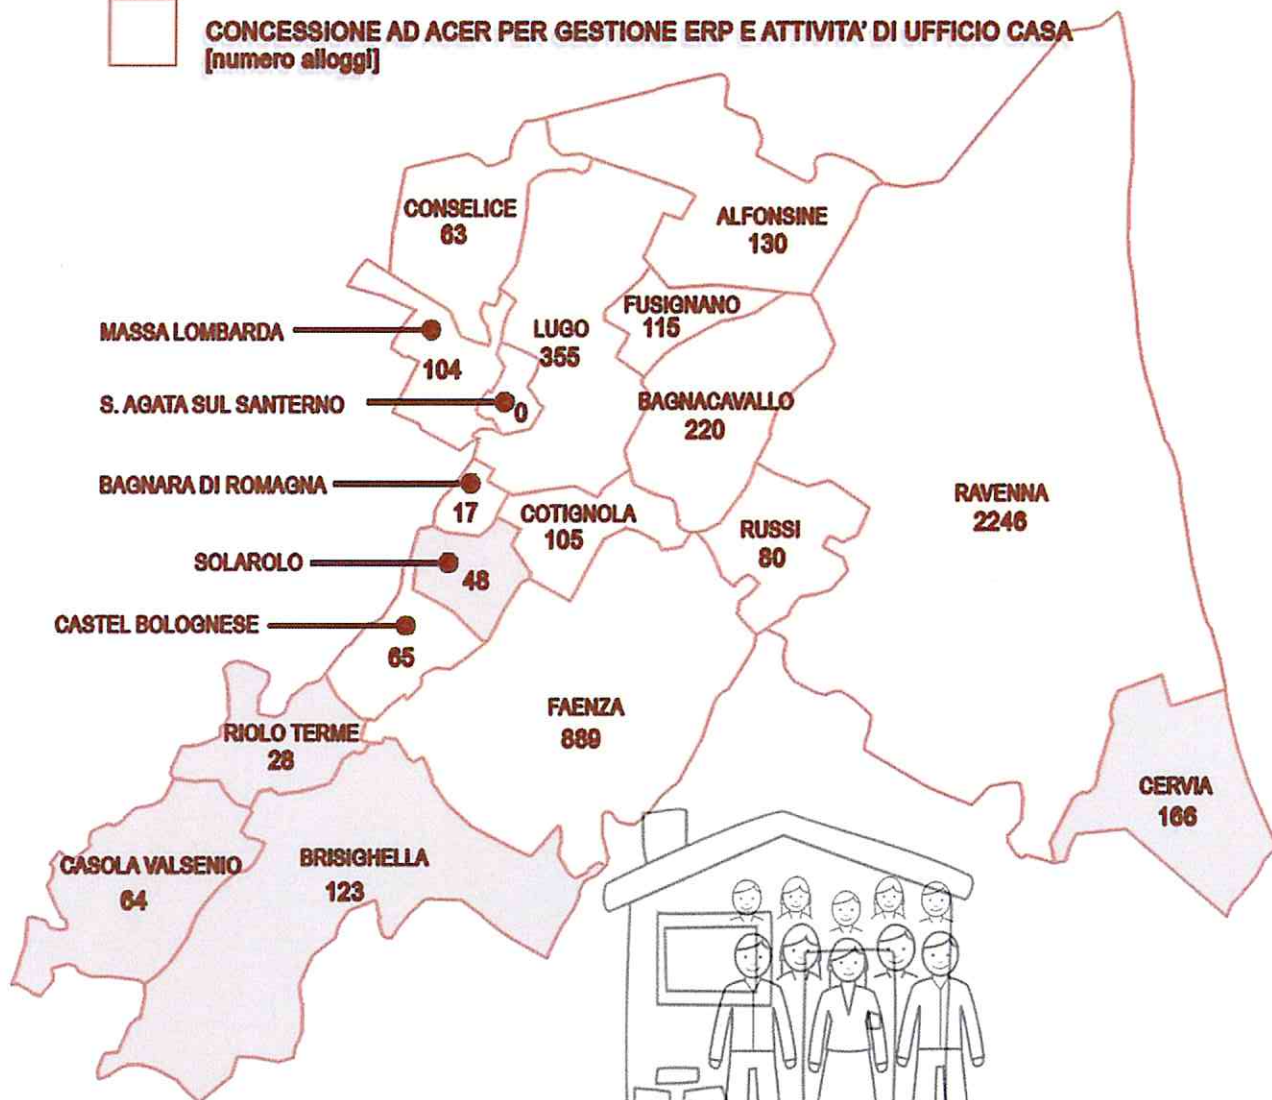 CONCESSIONE AD ACER PER GESTIONE ERP E ATTIVITA' DI UFFICIO CASA
[numero alloggi]
CONSELICE
63
ALFONSINE
130
FUSIGNANO
115
MASSA LOMBARDA
104
LUGO
355
S. AGATA SUL SANTERNO
0
BAGNACAVALLO
220
BAGNARA DI ROMAGNA
17
COTIGNOLA
105
RUSSI
80
RAVENNA
2246
SOLAROLO
48
CASTEL BOLOGNESE
65
FAENZA
889
RIOLO TERME
28
CERVIA
166
CASOLA VALSENIO
64
BRISIGHELLA
123